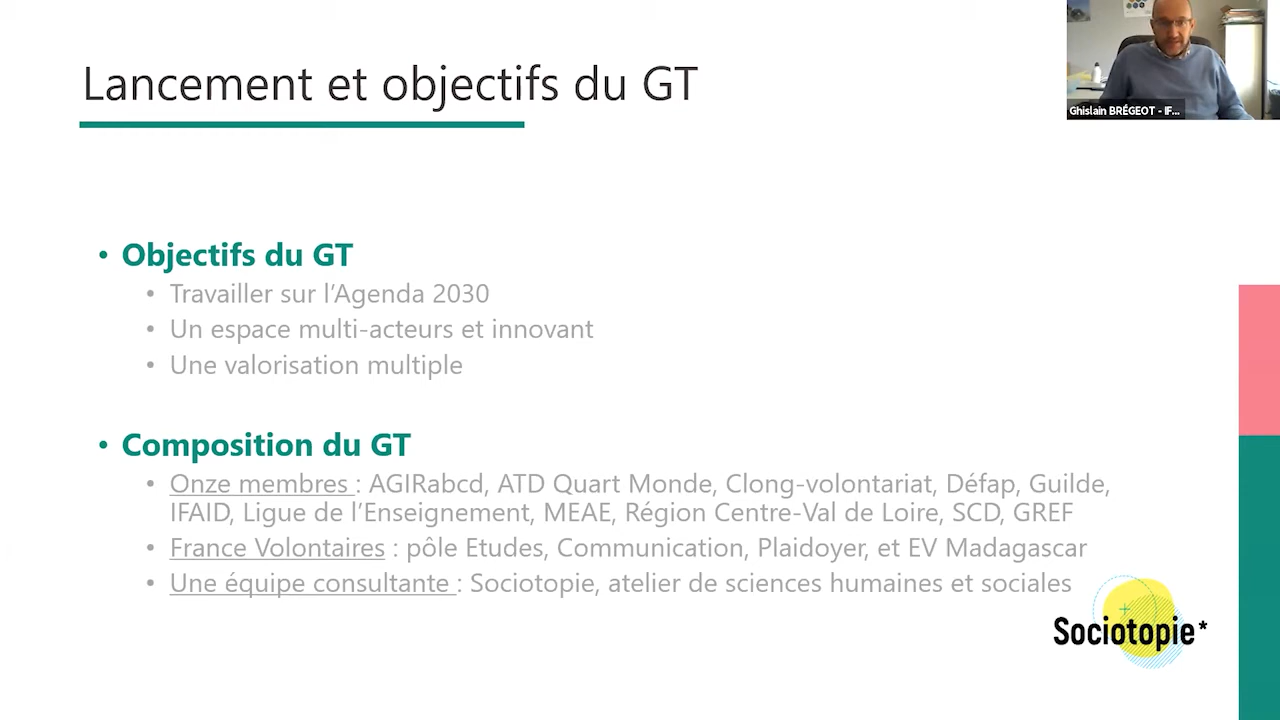 Lancement et objectifs du GT
Ghislain BRÉGEOT - IF...
• Objectifs du GT
• Travailler sur l’Agenda 2030
• Un espace multi-acteurs et innovant
• Une valorisation multiple
• Composition du GT
• Onze membres : AGIRabcd, ATD Quart Monde, Clong-volontariat, Défap, Guilde,
IFAID, Ligue de l’Enseignement, MEAE, Région Centre-Val de Loire, SCD, GREF
• France Volontaires : pôle Etudes, Communication, Plaidoyer, et EV Madagascar
• Une équipe consultante : Sociotopie, atelier de sciences humaines et sociales
Sociotopie*